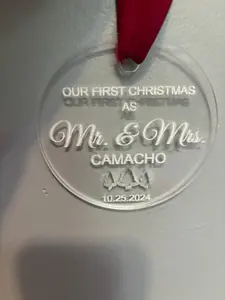 OUR FIRST CHRISTMAS
AS
Mr. & Mrs.
CAMACHO
10.25.2024